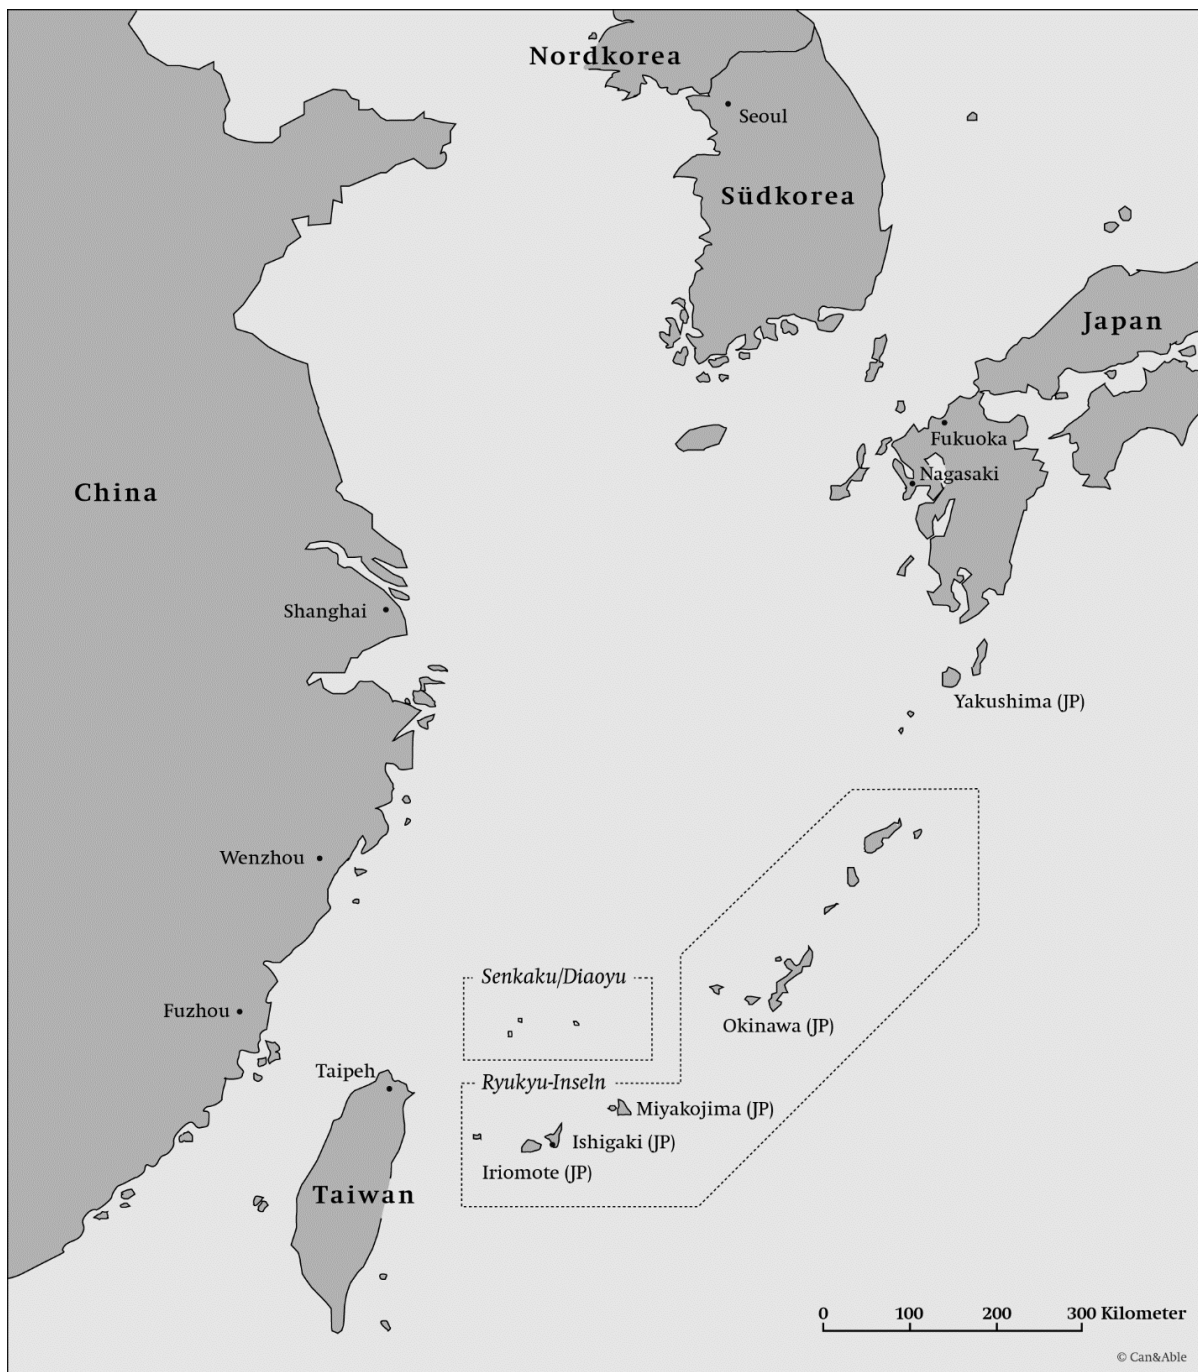 Nordkorea
Seoul
Südkorea
Japan
Fukuoka
Nagasaki
China
Shanghai
Yakushima (JP)
Wenzhou
Senkaku/Diaoyu
Fuzhou
Okinawa (JP)
Taipeh
Ryukyu-Inseln
Miyakojima (JP)
Ishigaki (JP)
Iriomote (JP)
Taiwan
0 100 200 300 Kilometer
© Can&Able